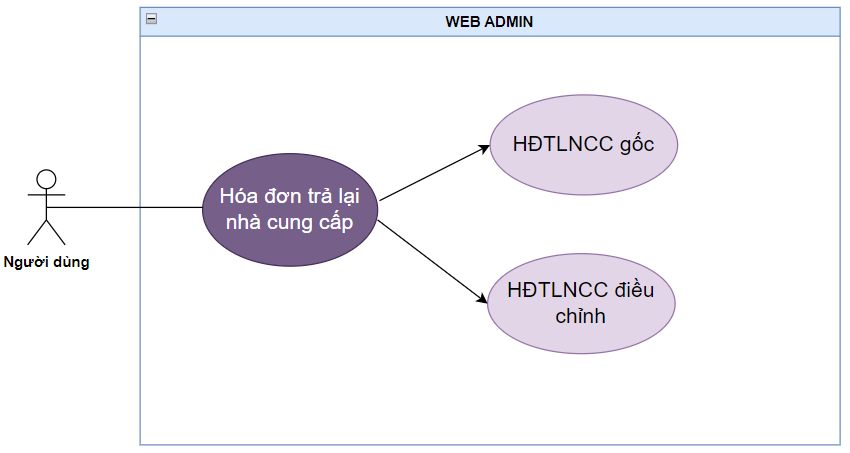 WEB ADMIN
HĐTLNCC gốc
Hóa đơn trả lại
nhà cung cấp
Người dùng
HĐTLNCC điều
chỉnh